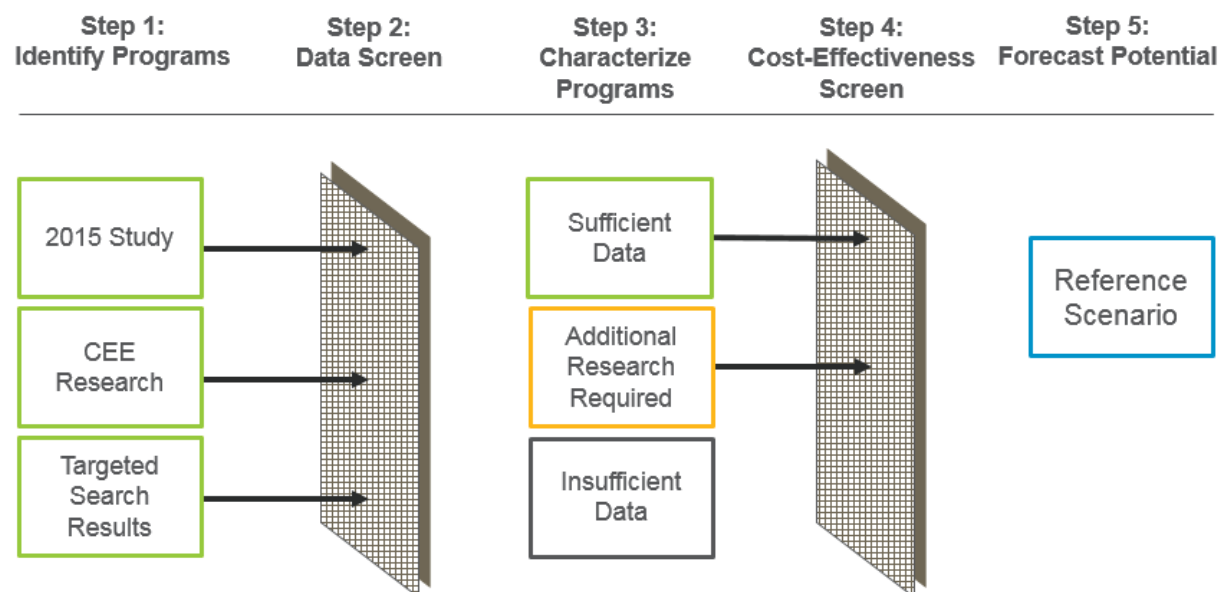 Step 1:
Identify Programs
Step 2:
Data Screen
Step 3:
Characterize
Programs
Step 4:
Cost-Effectiveness
Screen
Step 5:
Forecast Potential
2015 Study
CEE
Research
Targeted
Search
Results
Sufficient
Data
Additional
Research
Required
Insufficient
Data
Reference
Scenario